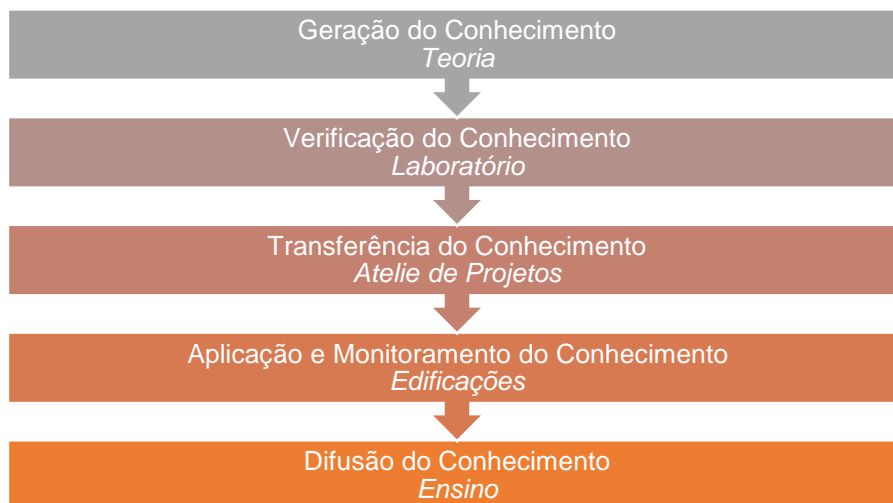 Geração do Conhecimento
Teoria
Verificação do Conhecimento
Laboratório
Transferência do Conhecimento
Atelie de Projetos
Aplicação e Monitoramento do Conhecimento
Edificações
Difusão do Conhecimento
Ensino